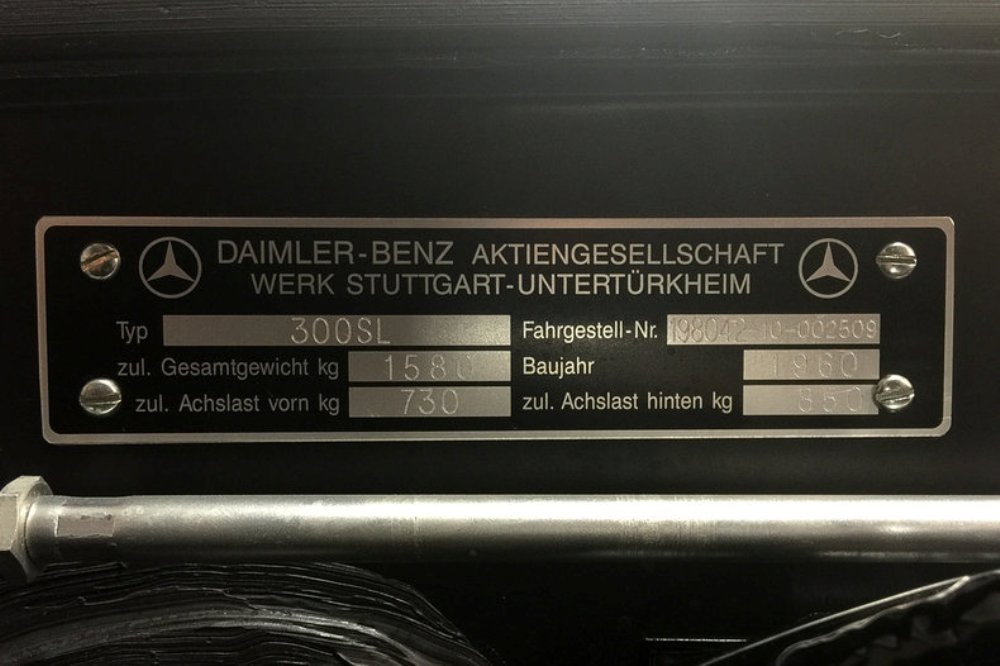 DAIMLER-BENZ AKTIENGESELLSCHAFT
WERK STUTTGART-UNTERTÜRKHEIM
Typ 300SL Fahrgestell-Nr. 198042-10-002509
zul. Gesamtgewicht kg 1580 Baujahr 1960
zul. Achslast vorn kg 730 zul. Achslast hinten kg 850